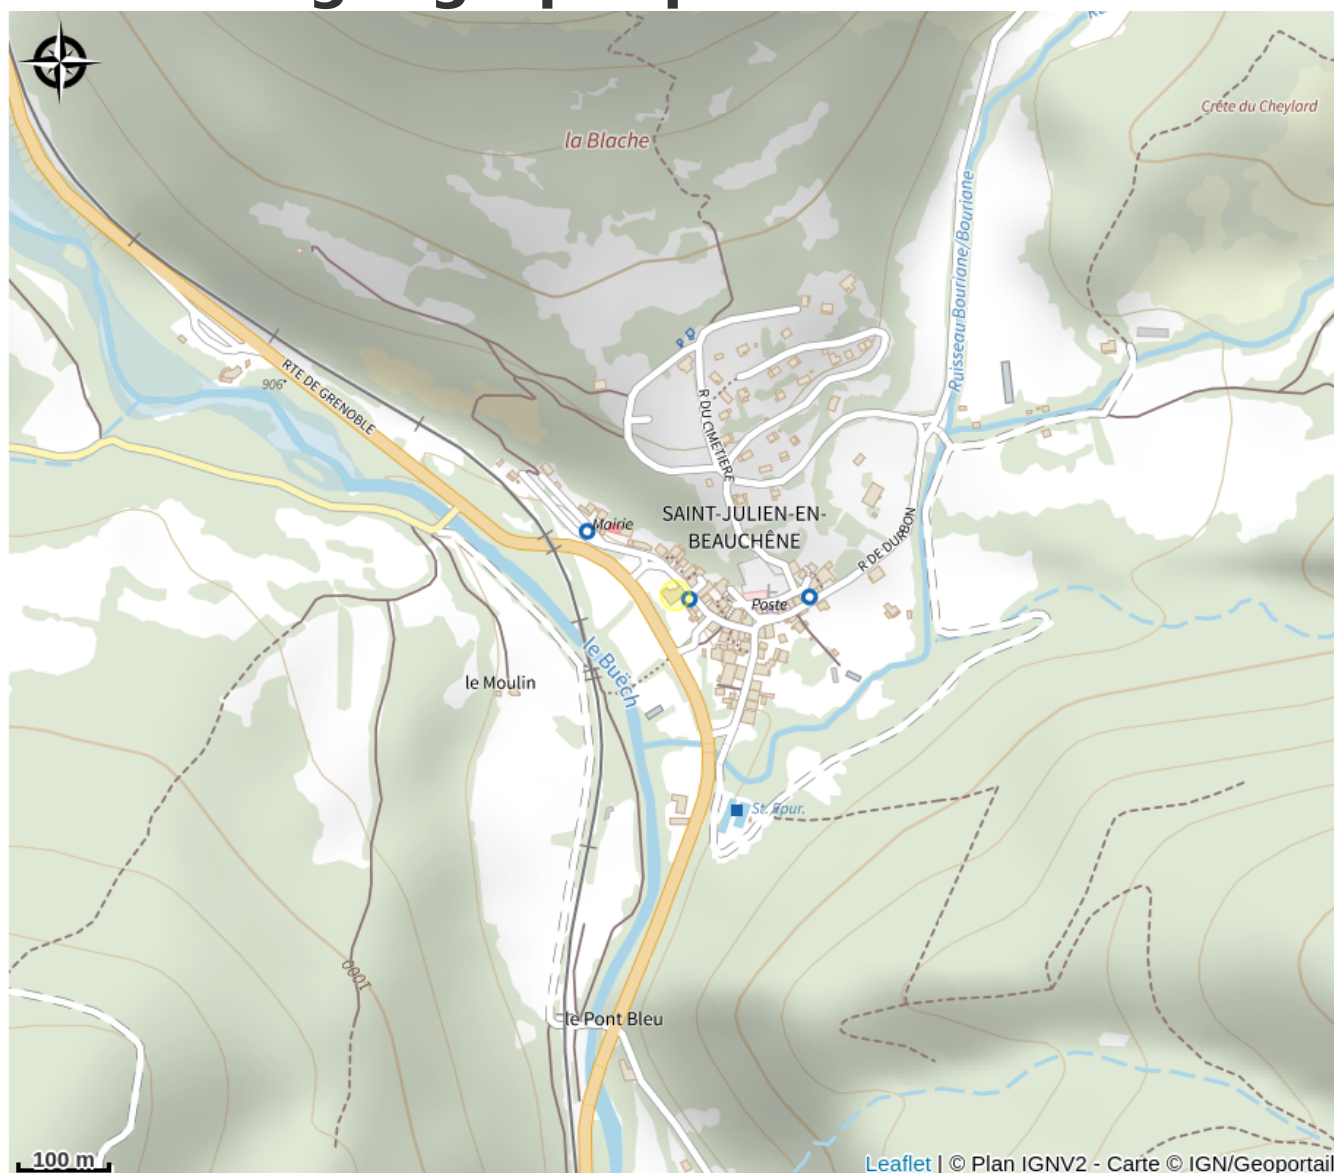 Crête du Cheylard
la Blache
Ruisseau Bouriane/Bouriane
906
RTE DE GRENOBLE
R DU CIMETIERE
Mairie
SAINT-JULIEN-EN-
BEAUCHÊNE
R DE DURBON
Poste
le Buëch
le Moulin
St. Epur.
1000
le Pont Bleu
100 m
Leaflet | © Plan IGNV2 - Carte © IGN/Geoportail